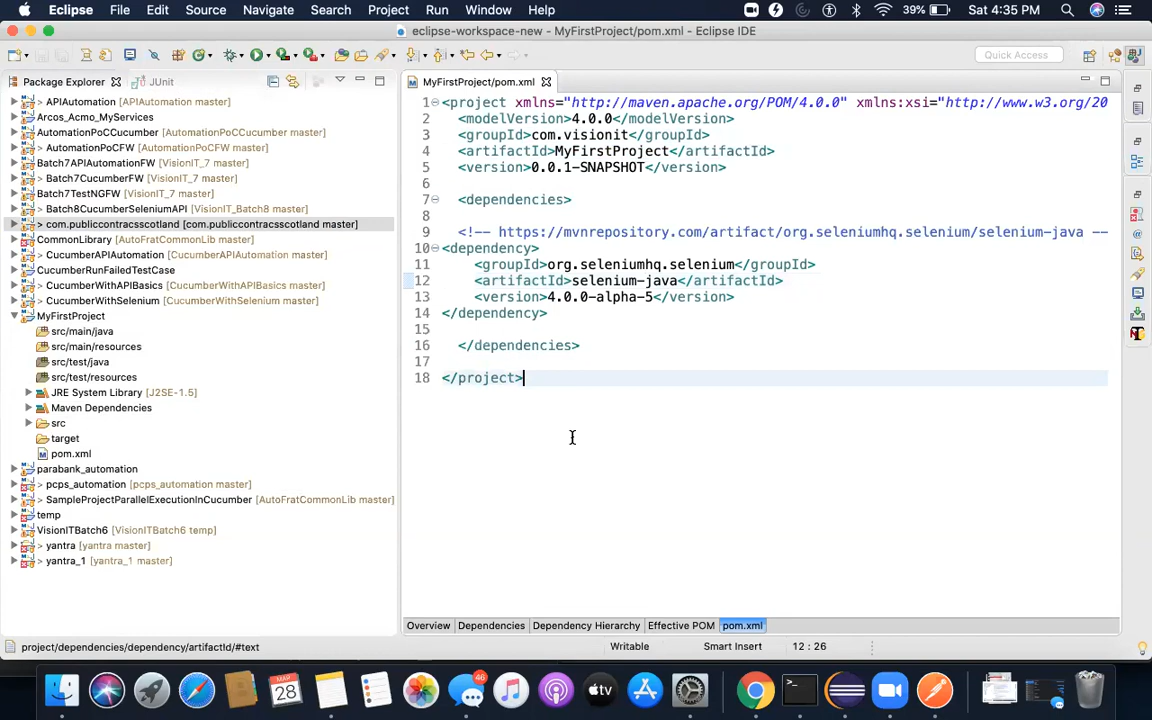 Eclipse File Edit Source Refactor Navigate Search Project Run Window Help 39% Sat 4:35 PM
eclipse-workspace-new - MyFirstProject/pom.xml - Eclipse IDE
Quick Access
Package Explorer JUnit
> APIAutomation [APIAutomation master]
Arcos_Acmo_MyServices
AutomationPoCCucumber [AutomationPoCCucumber master]
> AutomationPoCFW [AutomationPoCFW master]
Batch7APIAutomationFW [VisionIT_7 master]
> Batch7CucumberFW [VisionIT_7 master]
Batch7TestNGFW [VisionIT_7 master]
> Batch8CucumberSeleniumAPI [VisionIT_Batch8 master]
> com.publiccontracsscotland [com.publiccontracsscotland master]
CommonLibrary [AutoFratCommonLib master]
> CucumberAPIAutomation [CucumberAPIAutomation master]
CucumberRunFailedTestCase
> CucumberWithAPIBasics [CucumberWithSelenium master]
> CucumberWithSelenium [CucumberWithSelenium master]
MyFirstProject
src/main/java
src/main/resources
src/test/java
src/test/resources
JRE System Library [J2SE-1.5]
Maven Dependencies
src
target
pom.xml
parabank_automation
> pcps_automation [pcps_automation master]
> SampleProjectParallelExecutionInCucumber [AutoFratCommonLib master]
temp
VisionITBatch6 [VisionITBatch6 temp]
> yantra [yantra master]
> yantra_1 [yantra_1 master]
MyFirstProject/pom.xml
1 <project xmlns="http://maven.apache.org/POM/4.0.0" xmlns:xsi="http://www.w3.org/20
2 <modelVersion>4.0.0</modelVersion>
3 <groupId>com.visionit</groupId>
4 <artifactId>MyFirstProject</artifactId>
5 <version>0.0.1-SNAPSHOT</version>
6
7 <dependencies>
8
9 <!-- https://mvnrepository.com/artifact/org.seleniumhq.selenium/selenium-java --
10 <dependency>
11 <groupId>org.seleniumhq.selenium</groupId>
12 <artifactId>selenium-java</artifactId>
13 <version>4.0.0-alpha-5</version>
14 </dependency>
15
16 </dependencies>
17
18 </project>
Overview Dependencies Dependency Hierarchy Effective POM pom.xml
project/dependencies/dependency/artifactId/#text Writable Smart Insert 12 : 26
MAR 28 46 tv